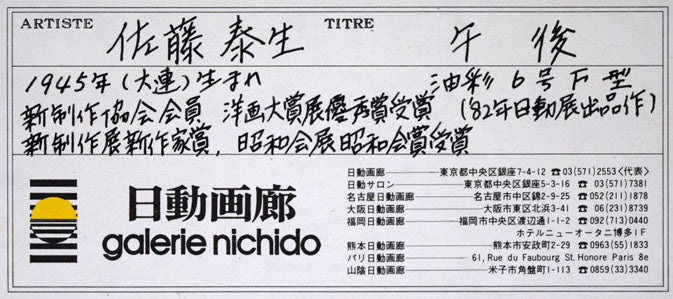 ARTISTE 佐藤泰生 TITRE 午後
1945年(大連)生まれ 油彩6号F型
新制作協会会員、洋画大賞展優秀賞受賞 ('82年日動展出品作)
新制作展新作家賞、昭和会展昭和会賞受賞
日動画廊
galerie nichido
日動画廊 東京都中央区銀座7-4-12 ☎03(571)2553〈代表〉
日動サロン 東京都中央区銀座5-3-16 ☎03(571)7381
名古屋日動画廊 名古屋市中区錦2-9-25 ☎052(211)1878
大阪日動画廊 大阪市東区北浜3-41 ☎06(231)8739
福岡日動画廊 福岡市中央区渡辺通1-1-2 ☎092(713)0440
ホテルニューオータニ博多1F
熊本日動画廊 熊本市安政町2-29 ☎0963(55)1833
パリ日動画廊 61, Rue du Faubourg St. Honore Paris 8e
山陰日動画廊 米子市角盤町1-113 ☎0859(33)3340